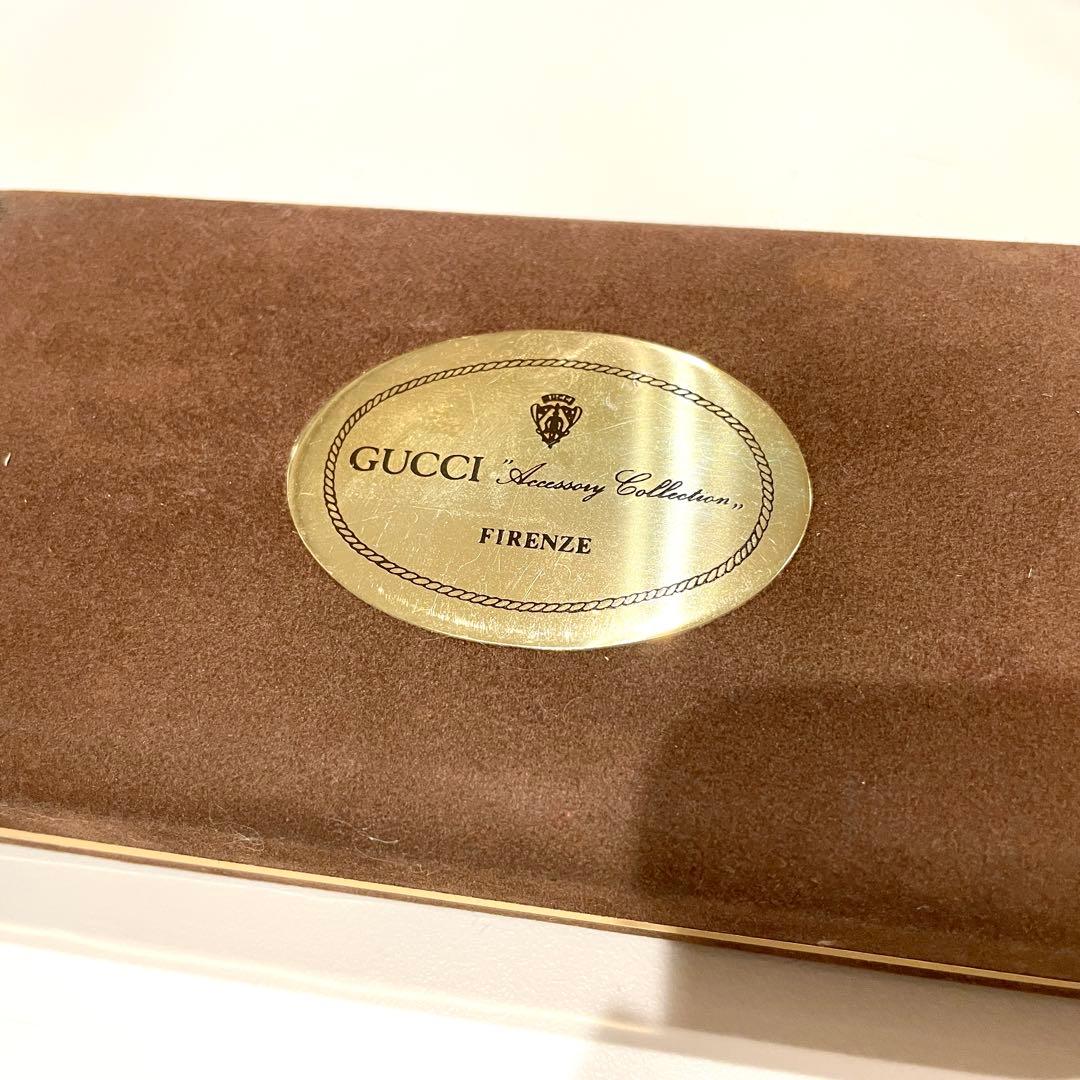 GUCCI "Accessory Collection„
FIRENZE